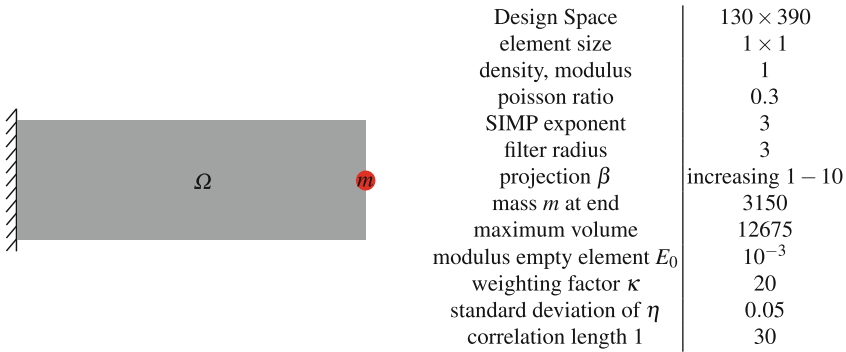 Ω
m
Design Space 130 × 390
element size 1 × 1
density, modulus 1
poisson ratio 0.3
SIMP exponent 3
filter radius 3
projection β increasing 1 − 10
mass m at end 3150
maximum volume 12675
modulus empty element E₀ 10⁻³
weighting factor κ 20
standard deviation of η 0.05
correlation length 1 30